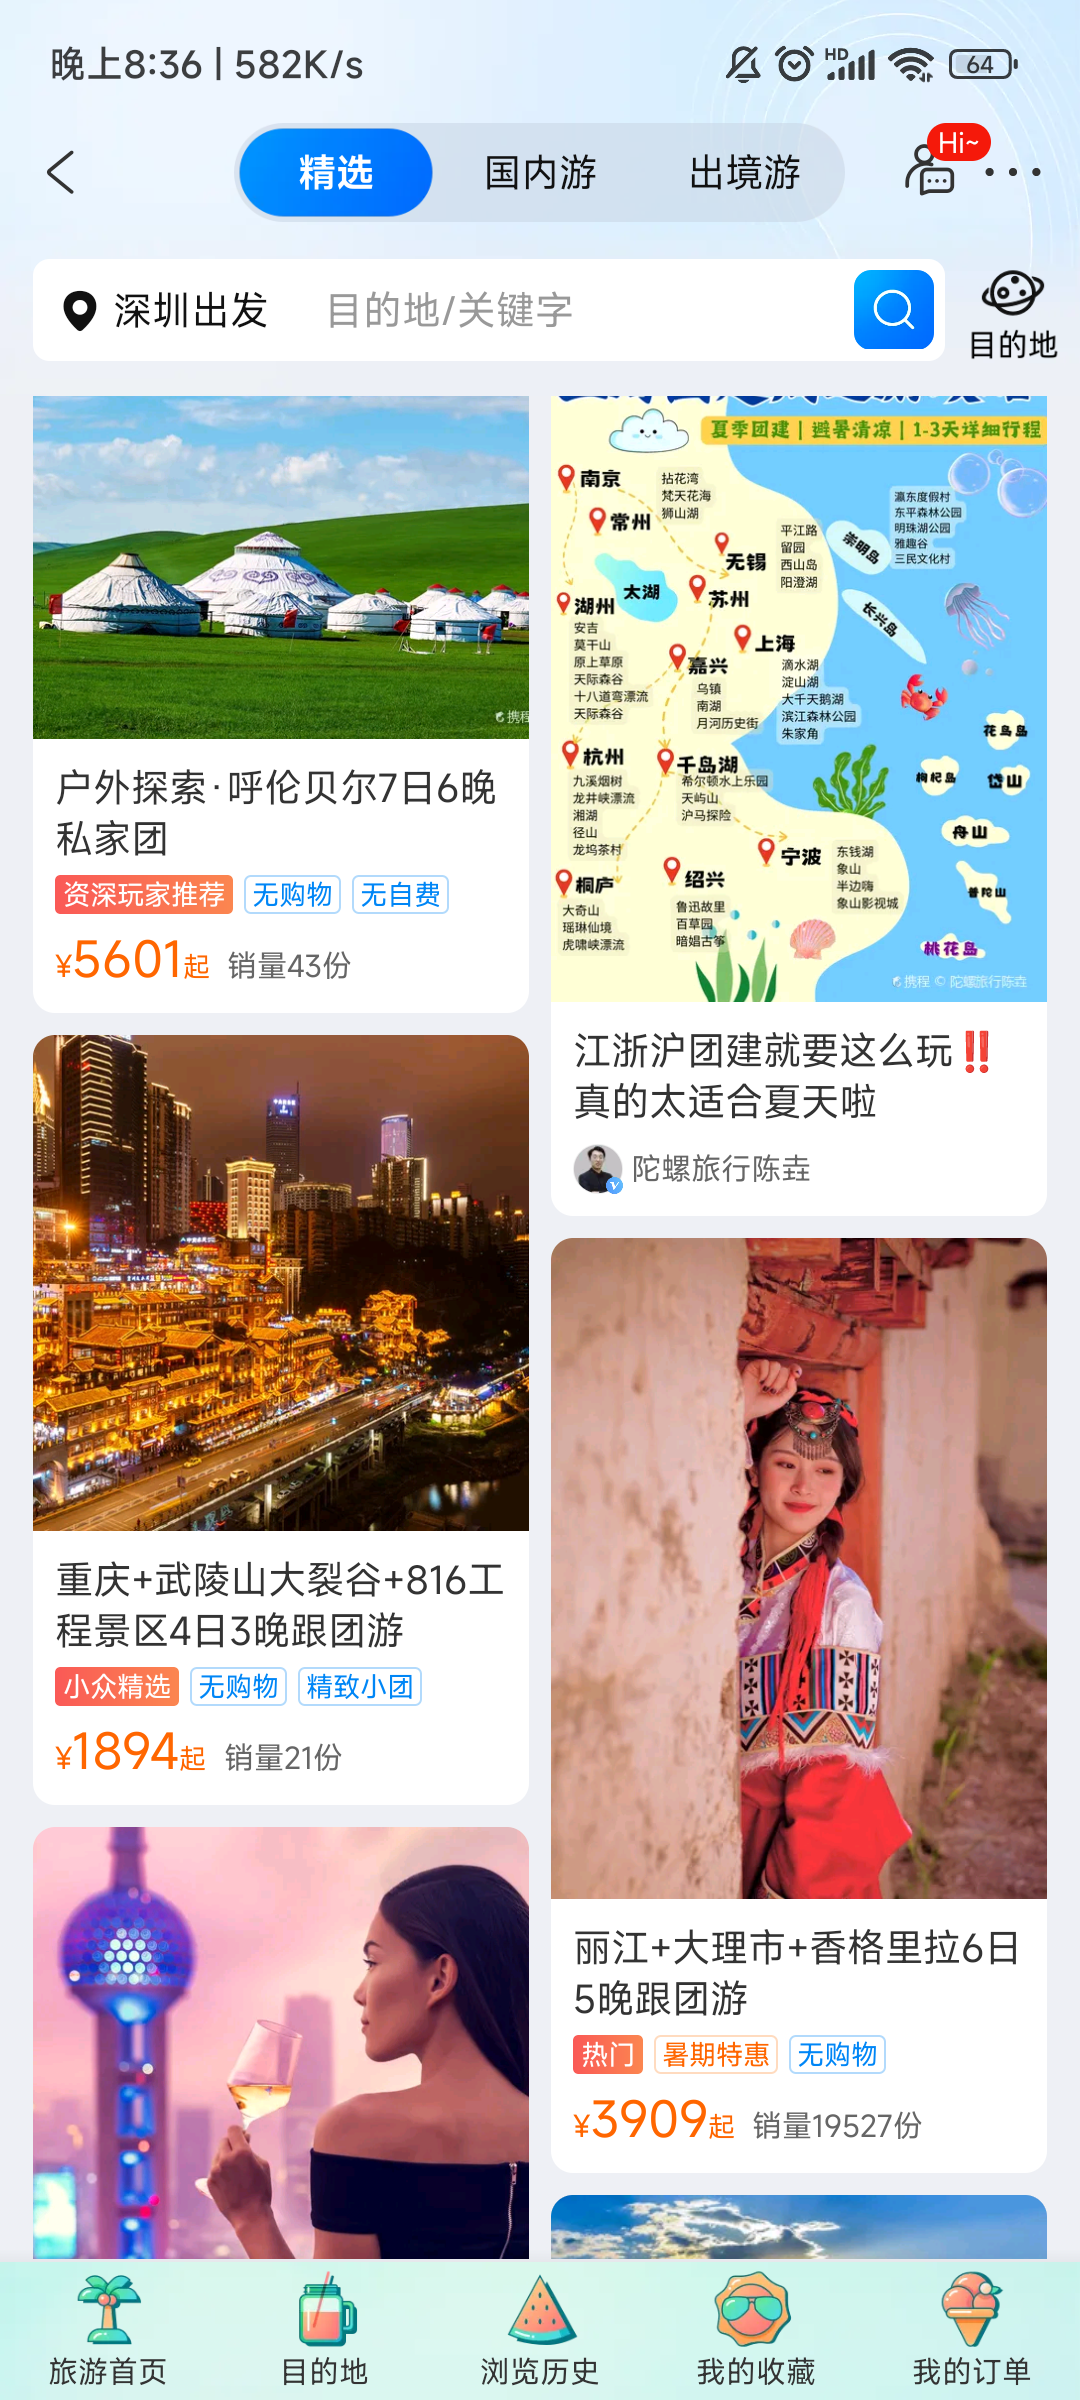 晚上8:36 | 582K/s
HD
64
精选
国内游
出境游
Hi~
深圳出发
目的地/关键字
目的地
携程
户外探索·呼伦贝尔7日6晚
私家团
资深玩家推荐
无购物
无自费
¥5601起 销量43份
重庆+武陵山大裂谷+816工
程景区4日3晚跟团游
小众精选
无购物
精致小团
¥1894起 销量21份
夏季团建 | 避暑清凉 | 1-3天详细行程
南京
拈花湾
梵天花海
狮山湖
常州
无锡
平江路
留园
西山岛
阳澄湖
崇明岛
瀛东度假村
东平森林公园
明珠湖公园
雅趣谷
三民文化村
太湖
苏州
长兴岛
湖州
安吉
莫干山
原上草原
天际森谷
十八道弯漂流
天际森谷
上海
滴水湖
淀山湖
大千天鹅湖
滨江森林公园
朱家角
嘉兴
乌镇
南湖
月河历史街
花鸟岛
枸杞岛
岱山
舟山
普陀山
桃花岛
杭州
九溪烟树
龙井峡漂流
湘湖
径山
龙坞茶村
千岛湖
希尔顿水上乐园
天屿山
沪马探险
宁波
东钱湖
象山
半边嗨
象山影视城
绍兴
鲁迅故里
百草园
暗娼古筝
桐庐
大奇山
瑶琳仙境
虎啸峡漂流
携程 © 陀螺旅行陈垚
江浙沪团建就要这么玩‼️
真的太适合夏天啦
陀螺旅行陈垚
丽江+大理市+香格里拉6日
5晚跟团游
热门
暑期特惠
无购物
¥3909起 销量19527份
旅游首页
目的地
浏览历史
我的收藏
我的订单